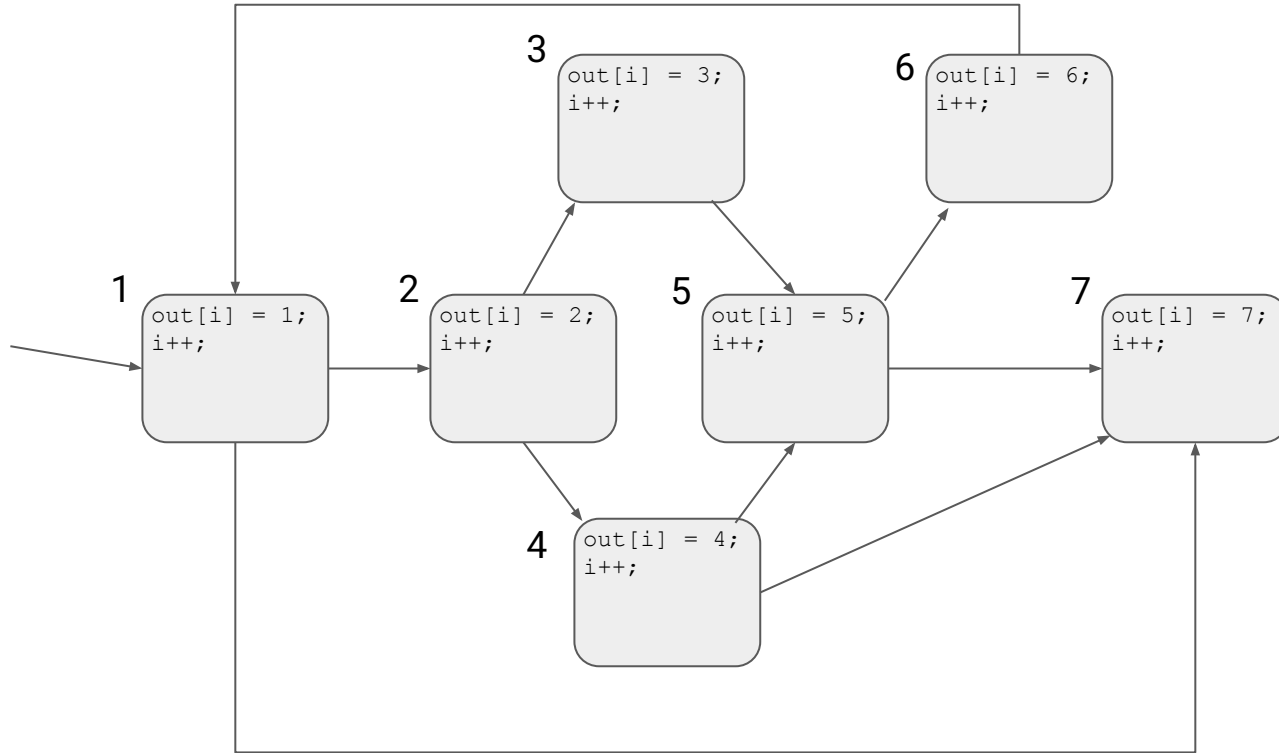 3
out[i] = 3;
i++;
6
out[i] = 6;
i++;
1
out[i] = 1;
i++;
2
out[i] = 2;
i++;
5
out[i] = 5;
i++;
7
out[i] = 7;
i++;
4
out[i] = 4;
i++;